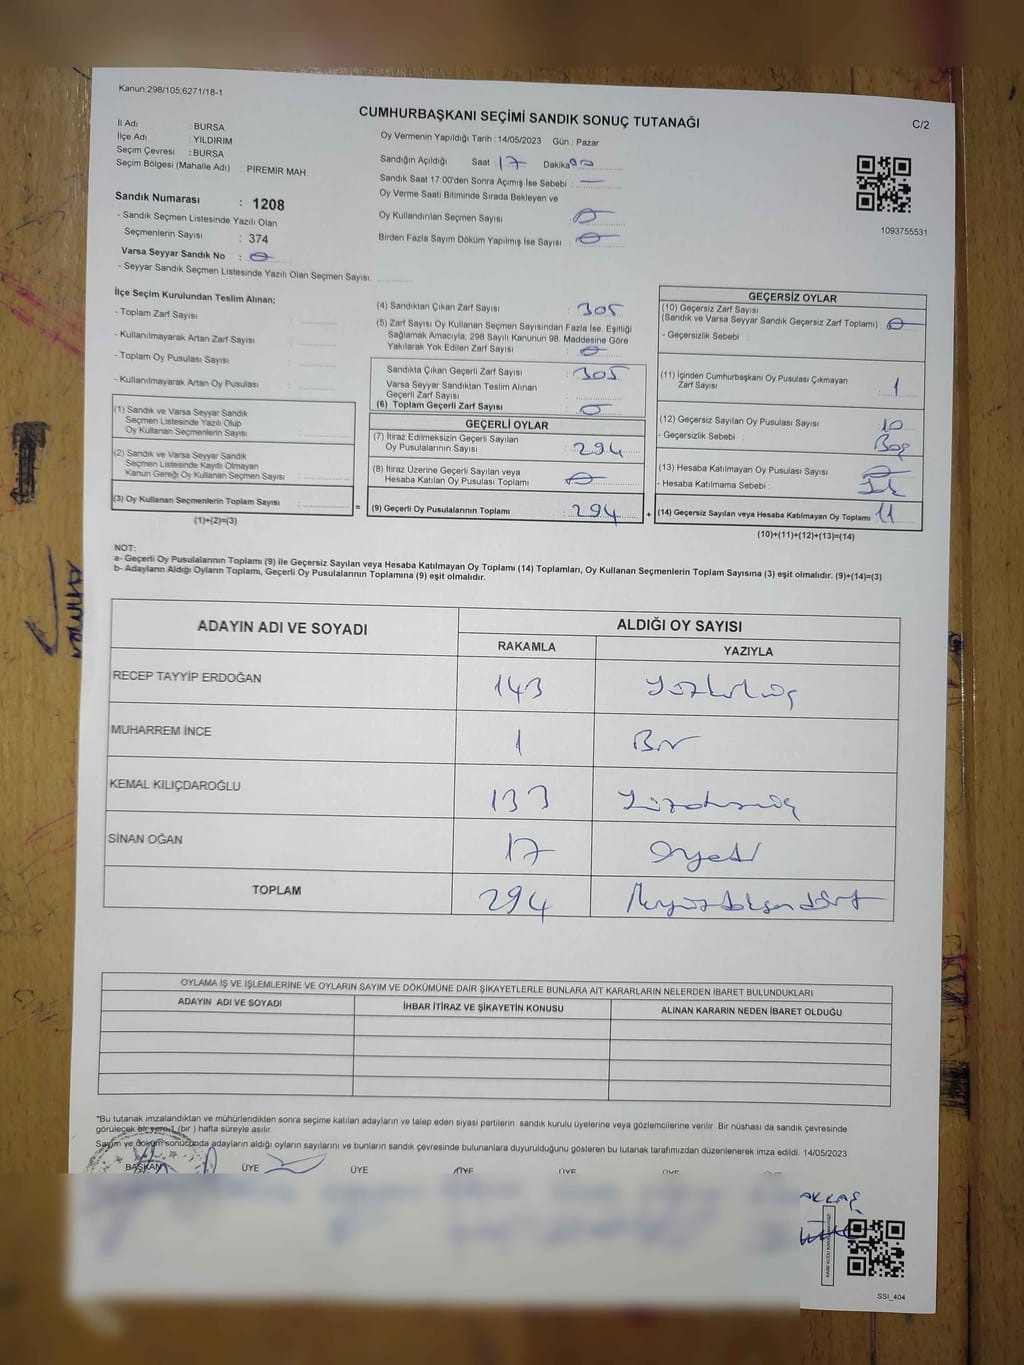 Kanun:298/105,6271/18-1
CUMHURBAŞKANI SEÇİMİ SANDIK SONUÇ TUTANAĞI
C/2
İl Adı : BURSA
İlçe Adı : YILDIRIM
Seçim Çevresi : BURSA
Seçim Bölgesi (Mahalle Adı) : PİREMİR MAH.
Sandık Numarası : 1208
- Sandık Seçmen Listesinde Yazılı Olan
Seçmenlerin Sayısı : 374
Varsa Seyyar Sandık No : 0
- Seyyar Sandık Seçmen Listesinde Yazılı Olan Seçmen Sayısı:
Oy Vermenin Yapıldığı Tarih : 14/05/2023 Gün : Pazar
Sandığın Açıldığı Saat : 17 Dakika 00
Sandık Saat 17.00'den Sonra Açımış İse Sebebi : —
Oy Verme Saati Bitiminde Sırada Bekleyen ve
Oy Kullandırılan Seçmen Sayısı : 0
Birden Fazla Sayım Döküm Yapılmış İse Sayısı : 0
1093755531
İlçe Seçim Kurulundan Teslim Alınan;
- Toplam Zarf Sayısı :
- Kullanılmayarak Artan Zarf Sayısı :
- Toplam Oy Pusulası Sayısı :
- Kullanılmayarak Artan Oy Pusulası :
(1) Sandık ve Varsa Seyyar Sandık
Seçmen Listesinde Yazılı Olup
Oy Kullanan Seçmenlerin Sayısı :
(2) Sandık ve Varsa Seyyar Sandık
Seçmen Listesinde Kayıtlı Olmayan
Kanun Gereği Oy Kullanan Seçmen Sayısı :
(3) Oy Kullanan Seçmenlerin Toplam Sayısı :
(1)+(2)=(3)
(4) Sandıktan Çıkan Zarf Sayısı : 305
(5) Zarf Sayısı Oy Kullanan Seçmen Sayısından Fazla İse, Eşitliği
Sağlamak Amacıyla, 298 Sayılı Kanunun 98. Maddesine Göre
Yakılarak Yok Edilen Zarf Sayısı : 0
Sandıkta Çıkan Geçerli Zarf Sayısı : 305
Varsa Seyyar Sandıktan Teslim Alınan
Geçerli Zarf Sayısı :
(6) Toplam Geçerli Zarf Sayısı : 0
GEÇERLİ OYLAR
(7) İtiraz Edilmeksizin Geçerli Sayılan
Oy Pusulalarının Sayısı : 294
(8) İtiraz Üzerine Geçerli Sayılan veya
Hesaba Katılan Oy Pusulası Toplamı : 0
= (9) Geçerli Oy Pusulalarının Toplamı : 294 +
GEÇERSİZ OYLAR
(10) Geçersiz Zarf Sayısı
(Sandık ve Varsa Seyyar Sandık Geçersiz Zarf Toplamı) : 0
- Geçersizlik Sebebi :
(11) İçinden Cumhurbaşkanı Oy Pusulası Çıkmayan
Zarf Sayısı : 1
(12) Geçersiz Sayılan Oy Pusulası Sayısı : 10
- Geçersizlik Sebebi : Boş
(13) Hesaba Katılmayan Oy Pusulası Sayısı :
- Hesaba Katılmama Sebebi :
(14) Geçersiz Sayılan veya Hesaba Katılmayan Oy Toplamı : 11
(10)+(11)+(12)+(13)=(14)
NOT:
a- Geçerli Oy Pusulalarının Toplamı (9) ile Geçersiz Sayılan veya Hesaba Katılmayan Oy Toplamı (14) Toplamları, Oy Kullanan Seçmenlerin Toplam Sayısına (3) eşit olmalıdır. (9)+(14)=(3)
b- Adayların Aldığı Oyların Toplamı, Geçerli Oy Pusulalarının Toplamına (9) eşit olmalıdır.
ADAYIN ADI VE SOYADI ALDIĞI OY SAYISI
RAKAMLA YAZIYLA
RECEP TAYYİP ERDOĞAN 143 Yüzkırküç
MUHARREM İNCE 1 Bir
KEMAL KILIÇDAROĞLU 133 Yüzotuzüç
SİNAN OĞAN 17 Onyedi
TOPLAM 294 İkiyüzdoksandört
OYLAMA İŞ VE İŞLEMLERİNE VE OYLARIN SAYIM VE DÖKÜMÜNE DAİR ŞİKAYETLERLE BUNLARA AİT KARARLARIN NELERDEN İBARET BULUNDUKLARI
ADAYIN ADI VE SOYADI İHBAR İTİRAZ VE ŞİKAYETİN KONUSU ALINAN KARARIN NEDEN İBARET OLDUĞU
*Bu tutanak imzalandıktan ve mühürlendikten sonra seçime katılan adayların ve talep eden siyasi partilerin sandık kurulu üyelerine veya gözlemcilerine verilir. Bir nüshası da sandık çevresinde
görülecek bir yere 1 (bir ) hafta süreyle asılır.
Sayım ve döküm sonucunda adayların aldığı oyların sayılarını ve bunların sandık çevresinde bulunanlara duyurulduğunu gösteren bu tutanak tarafımızdan düzenlenerek imza edildi. 14/05/2023
BAŞKAN ÜYE ÜYE ÜYE ÜYE ÜYE
SSI_404